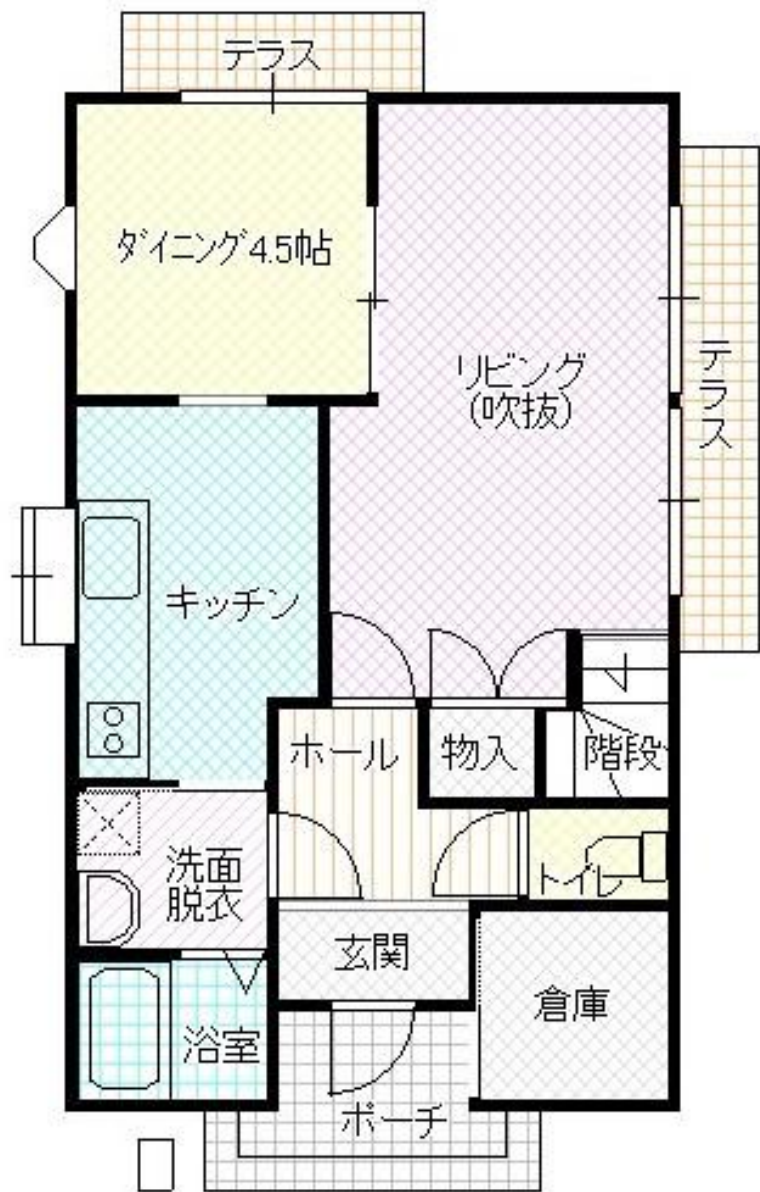 テラス
ダイニング4.5帖
リビング
(吹抜)
テラス
キッチン
ホール
物入
階段
洗面
脱衣
トイレ
玄関
倉庫
浴室
ポーチ